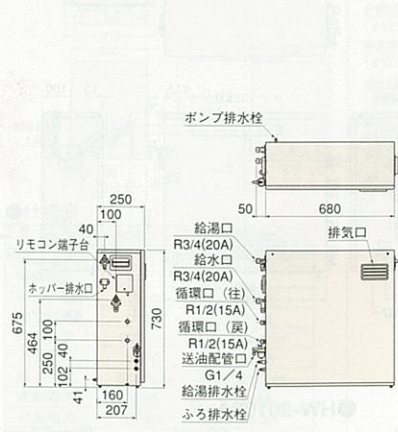 ポンプ排水栓
50
680
250
100
40
リモコン端子台
ホッパー排水口
675
464
250
100
40
102
41
160
207
730
給湯口
R3/4(20A)
給水口
R3/4(20A)
循環口（往）
R1/2(15A)
循環口（戻）
R1/2(15A)
送油配管口
G1／4
給湯排水栓
ふろ排水栓
排気口